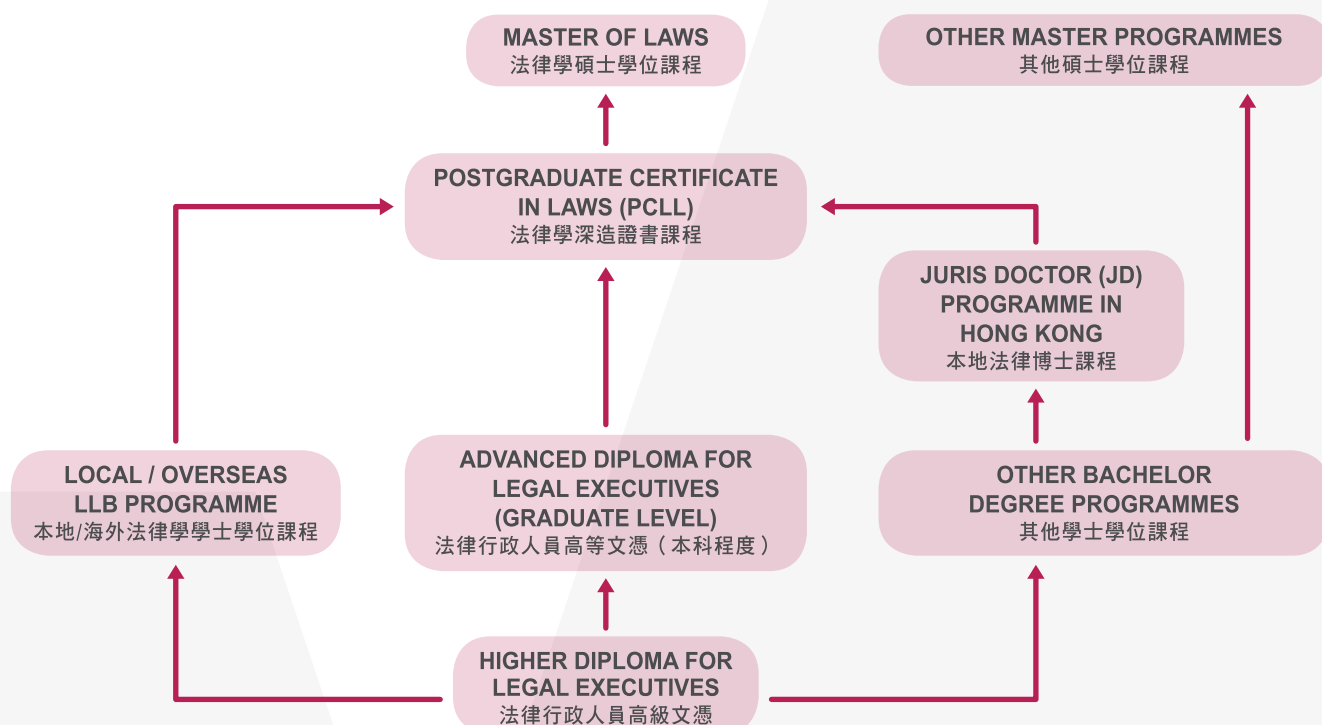 MASTER OF LAWS
法律學碩士學位課程
OTHER MASTER PROGRAMMES
其他碩士學位課程
POSTGRADUATE CERTIFICATE
IN LAWS (PCLL)
法律學深造證書課程
JURIS DOCTOR (JD)
PROGRAMME IN
HONG KONG
本地法律博士課程
LOCAL / OVERSEAS
LLB PROGRAMME
本地/海外法律學學士學位課程
ADVANCED DIPLOMA FOR
LEGAL EXECUTIVES
(GRADUATE LEVEL)
法律行政人員高等文憑（本科程度）
OTHER BACHELOR
DEGREE PROGRAMMES
其他學士學位課程
HIGHER DIPLOMA FOR
LEGAL EXECUTIVES
法律行政人員高級文憑